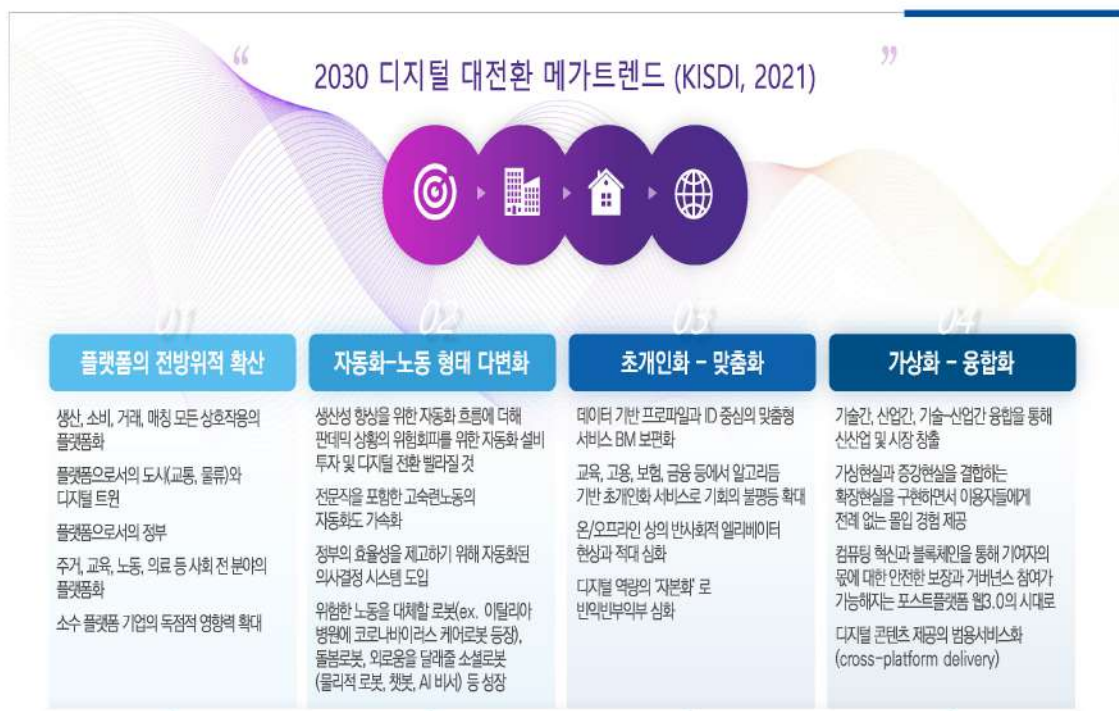 “ 2030 디지털 대전환 메가트렌드 (KISDI, 2021) ”
01
플랫폼의 전방위적 확산
생산, 소비, 거래, 매칭 모든 상호작용의
플랫폼화
플랫폼으로서의 도시(교통, 물류)와
디지털 트윈
플랫폼으로서의 정부
주거, 교육, 노동, 의료 등 사회 전 분야의
플랫폼화
소수 플랫폼 기업의 독점적 영향력 확대
02
자동화-노동 형태 다변화
생산성 향상을 위한 자동화 흐름에 더해
판데믹 상황의 위험회피를 위한 자동화 설비
투자 및 디지털 전환 빨라질 것
전문직을 포함한 고숙련노동의
자동화도 가속화
정부의 효율성을 제고하기 위해 자동화된
의사결정 시스템 도입
위험한 노동을 대체할 로봇(ex. 이탈리아
병원에 코로나바이러스 케어로봇 등장),
돌봄로봇, 외로움을 달래줄 소셜로봇
(물리적 로봇, 챗봇, AI 비서) 등 성장
03
초개인화 - 맞춤화
데이터 기반 프로파일과 ID 중심의 맞춤형
서비스 BM 보편화
교육, 고용, 보험, 금융 등에서 알고리듬
기반 초개인화 서비스로 기회의 불평등 확대
온/오프라인 상의 반사회적 엘리베이터
현상과 적대 심화
디지털 역량의 ‘자본화’ 로
빈익빈부익부 심화
04
가상화 - 융합화
기술간, 산업간, 기술-산업간 융합을 통해
신산업 및 시장 창출
가상현실과 증강현실을 결합하는
확장현실을 구현하면서 이용자들에게
전례 없는 몰입 경험 제공
컴퓨팅 혁신과 블록체인을 통해 기여자의
몫에 대한 안전한 보장과 거버넌스 참여가
가능해지는 포스트플랫폼 웹3.0의 시대로
디지털 콘텐츠 제공의 범용서비스화
(cross-platform delivery)